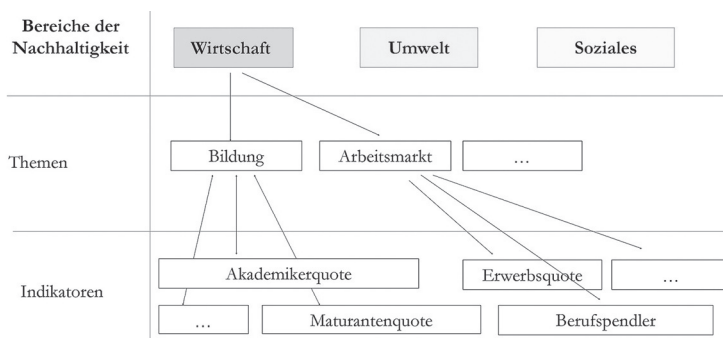 Bereiche der
Nachhaltigkeit
Wirtschaft
Umwelt
Soziales
Themen
Bildung
Arbeitsmarkt
...
Indikatoren
Akademikerquote
Erwerbsquote
...
...
Maturantenquote
Berufspendler